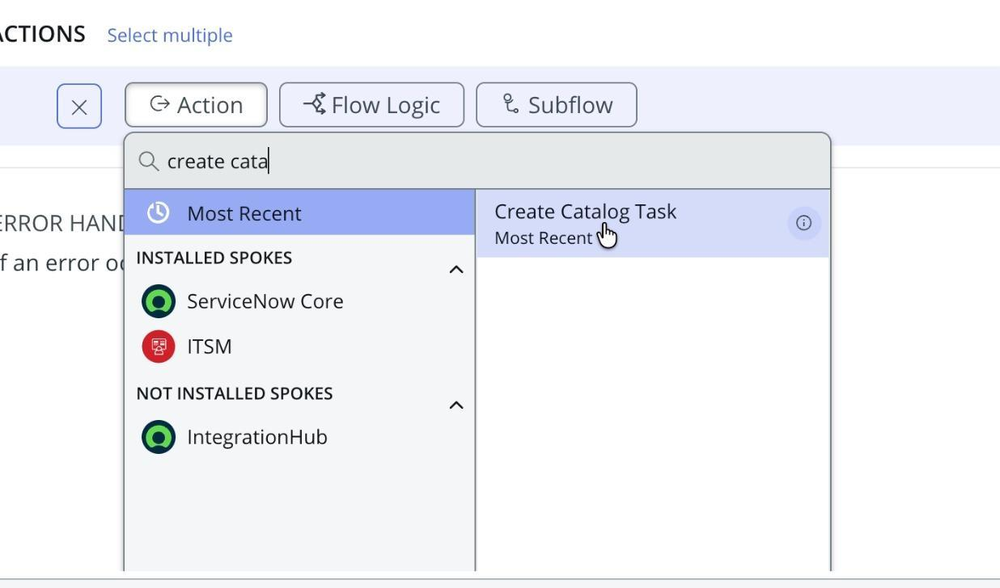 ACTIONS Select multiple
Action Flow Logic Subflow
create cata
Most Recent
Create Catalog Task
Most Recent
INSTALLED SPOKES
ServiceNow Core
ITSM
NOT INSTALLED SPOKES
IntegrationHub
ERROR HAND
f an error oc